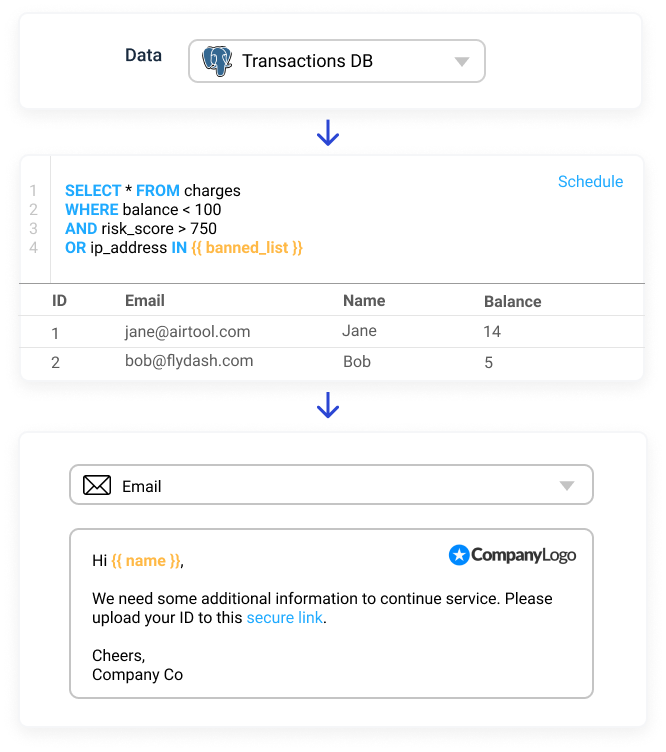 Data
Transactions DB
Schedule
1 SELECT * FROM charges
2 WHERE balance < 100
3 AND risk_score > 750
4 OR ip_address IN {{ banned_list }}
ID Email Name Balance
1 jane@airtool.com Jane 14
2 bob@flydash.com Bob 5
Email
CompanyLogo
Hi {{ name }},
We need some additional information to continue service. Please
upload your ID to this secure link.
Cheers,
Company Co